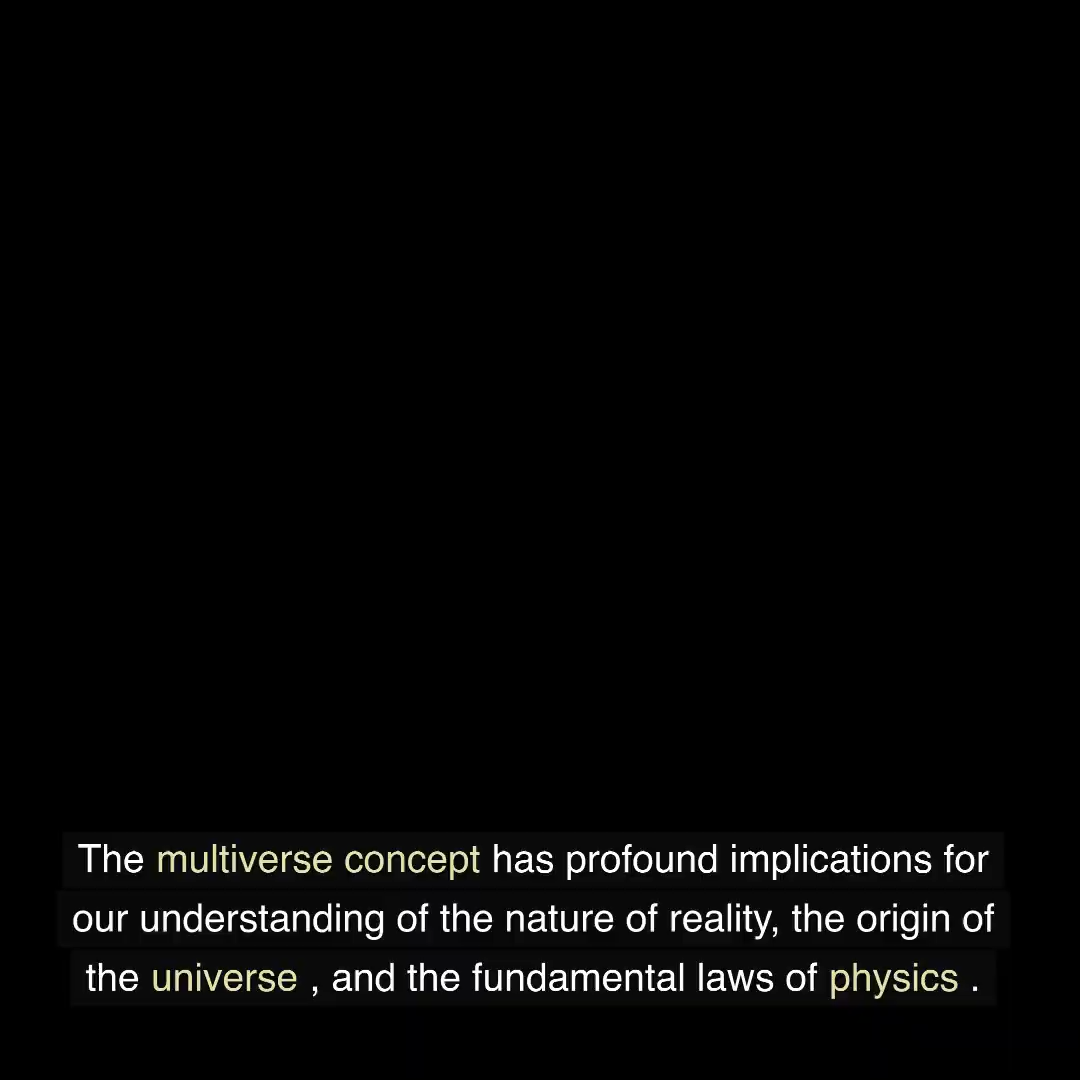 The multiverse concept has profound implications for
our understanding of the nature of reality, the origin of
the universe , and the fundamental laws of physics .